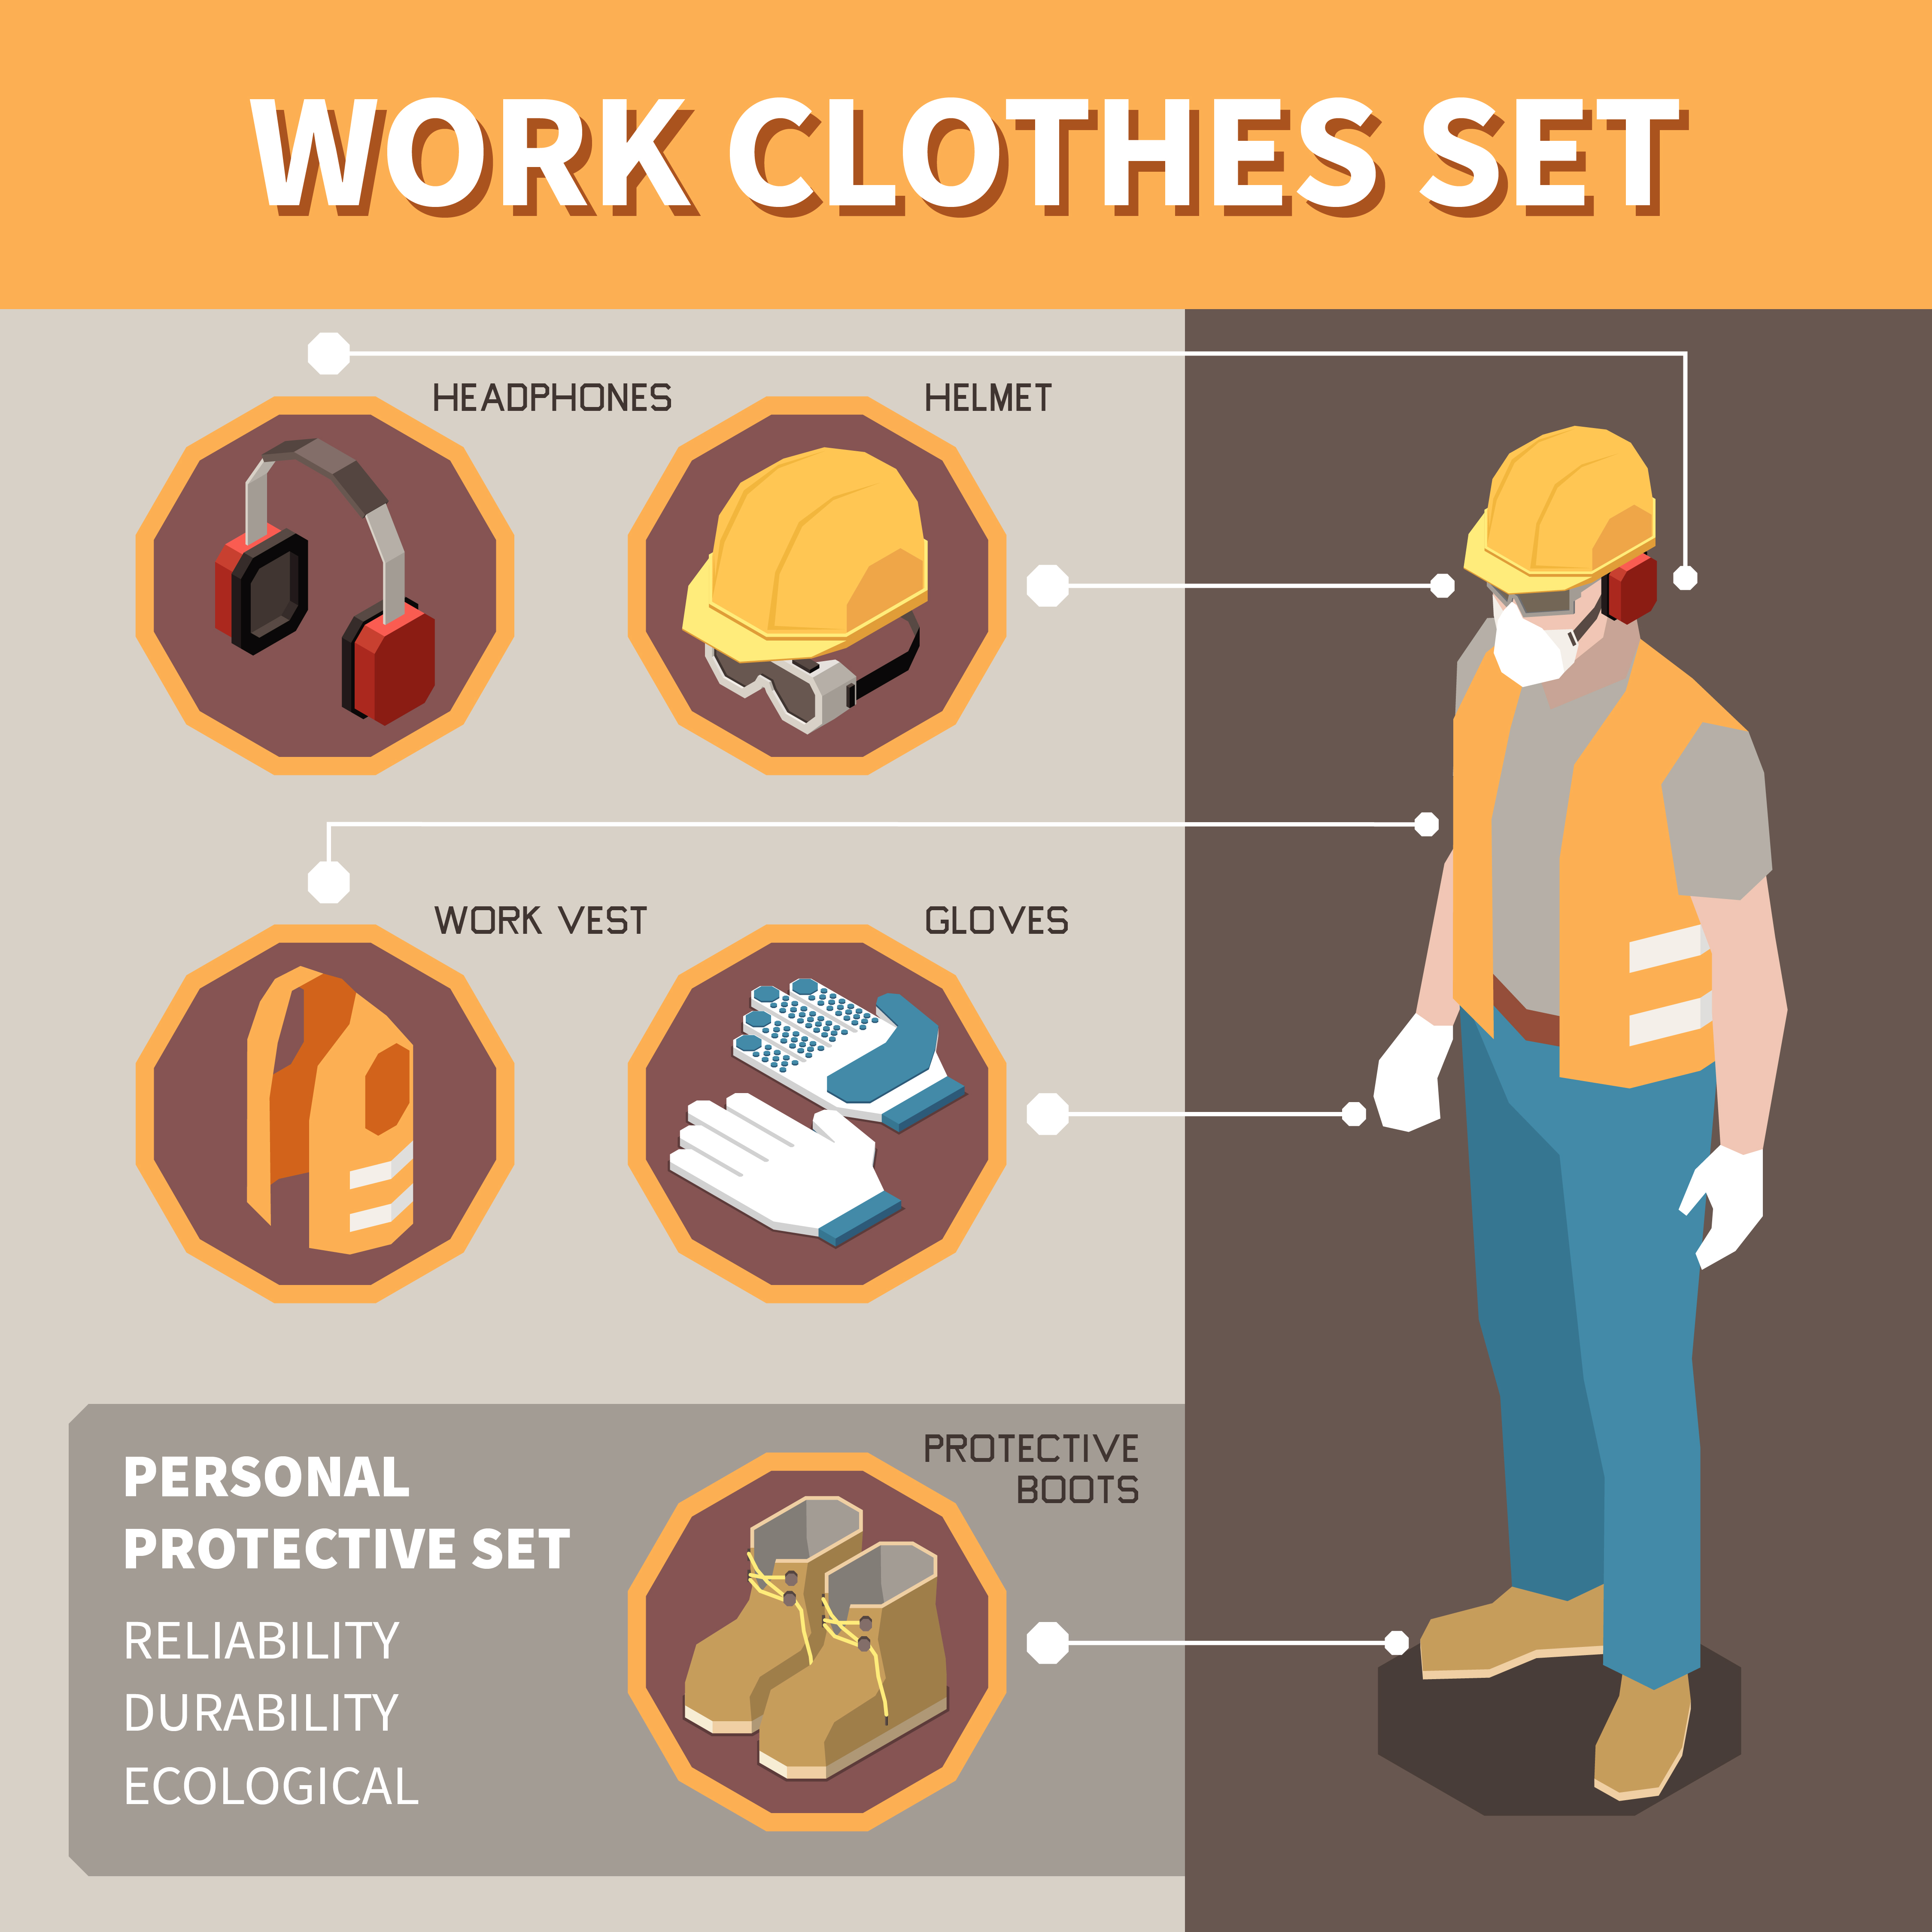 WORK CLOTHES SET
HEADPHONES
HELMET
WORK VEST
GLOVES
PROTECTIVE
BOOTS
PERSONAL
PROTECTIVE SET
RELIABILITY
DURABILITY
ECOLOGICAL